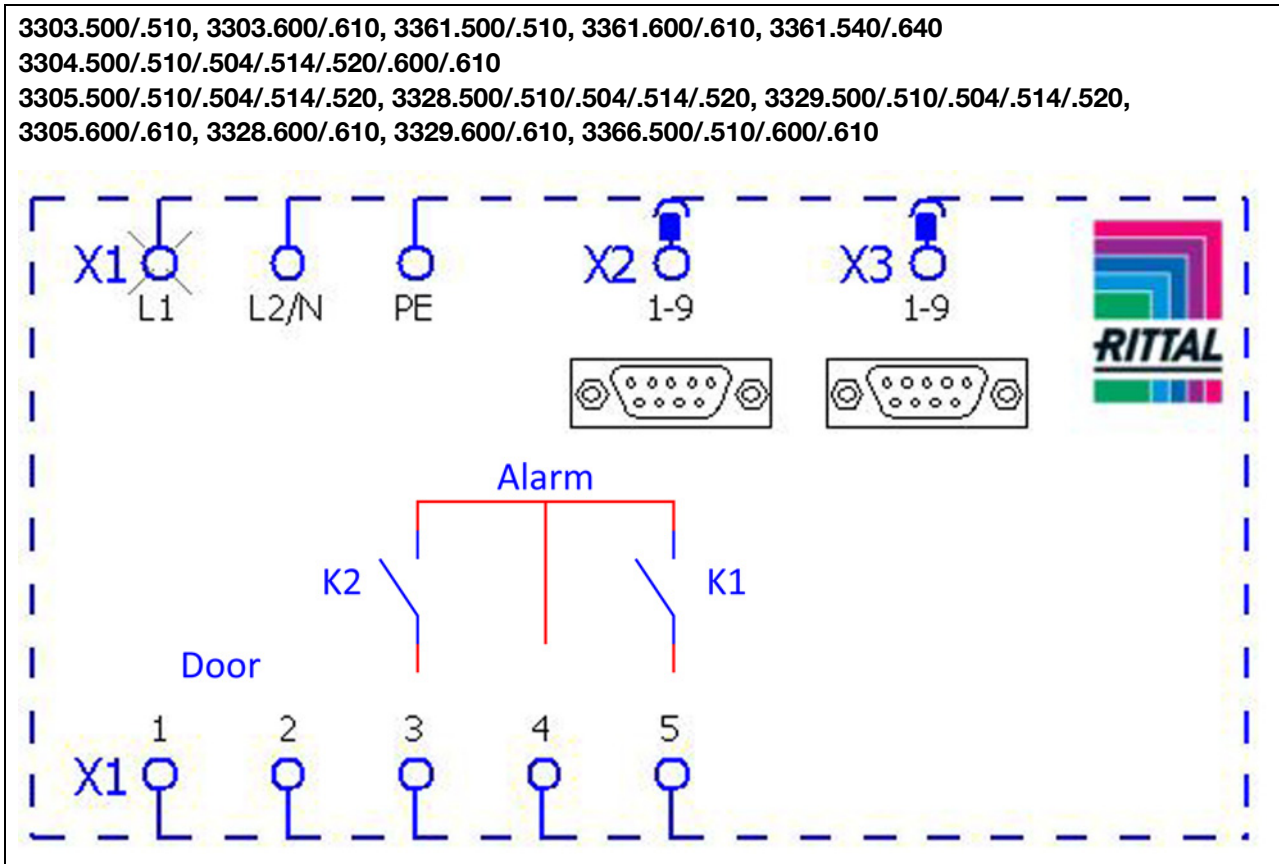 3303.500/.510, 3303.600/.610, 3361.500/.510, 3361.600/.610, 3361.540/.640
3304.500/.510/.504/.514/.520/.600/.610
3305.500/.510/.504/.514/.520, 3328.500/.510/.504/.514/.520, 3329.500/.510/.504/.514/.520,
3305.600/.610, 3328.600/.610, 3329.600/.610, 3366.500/.510/.600/.610
X1 X2 X3
L1 L2/N PE 1-9 1-9
RITTAL
Alarm
K2 K1
Door
1 2 3 4 5
X1